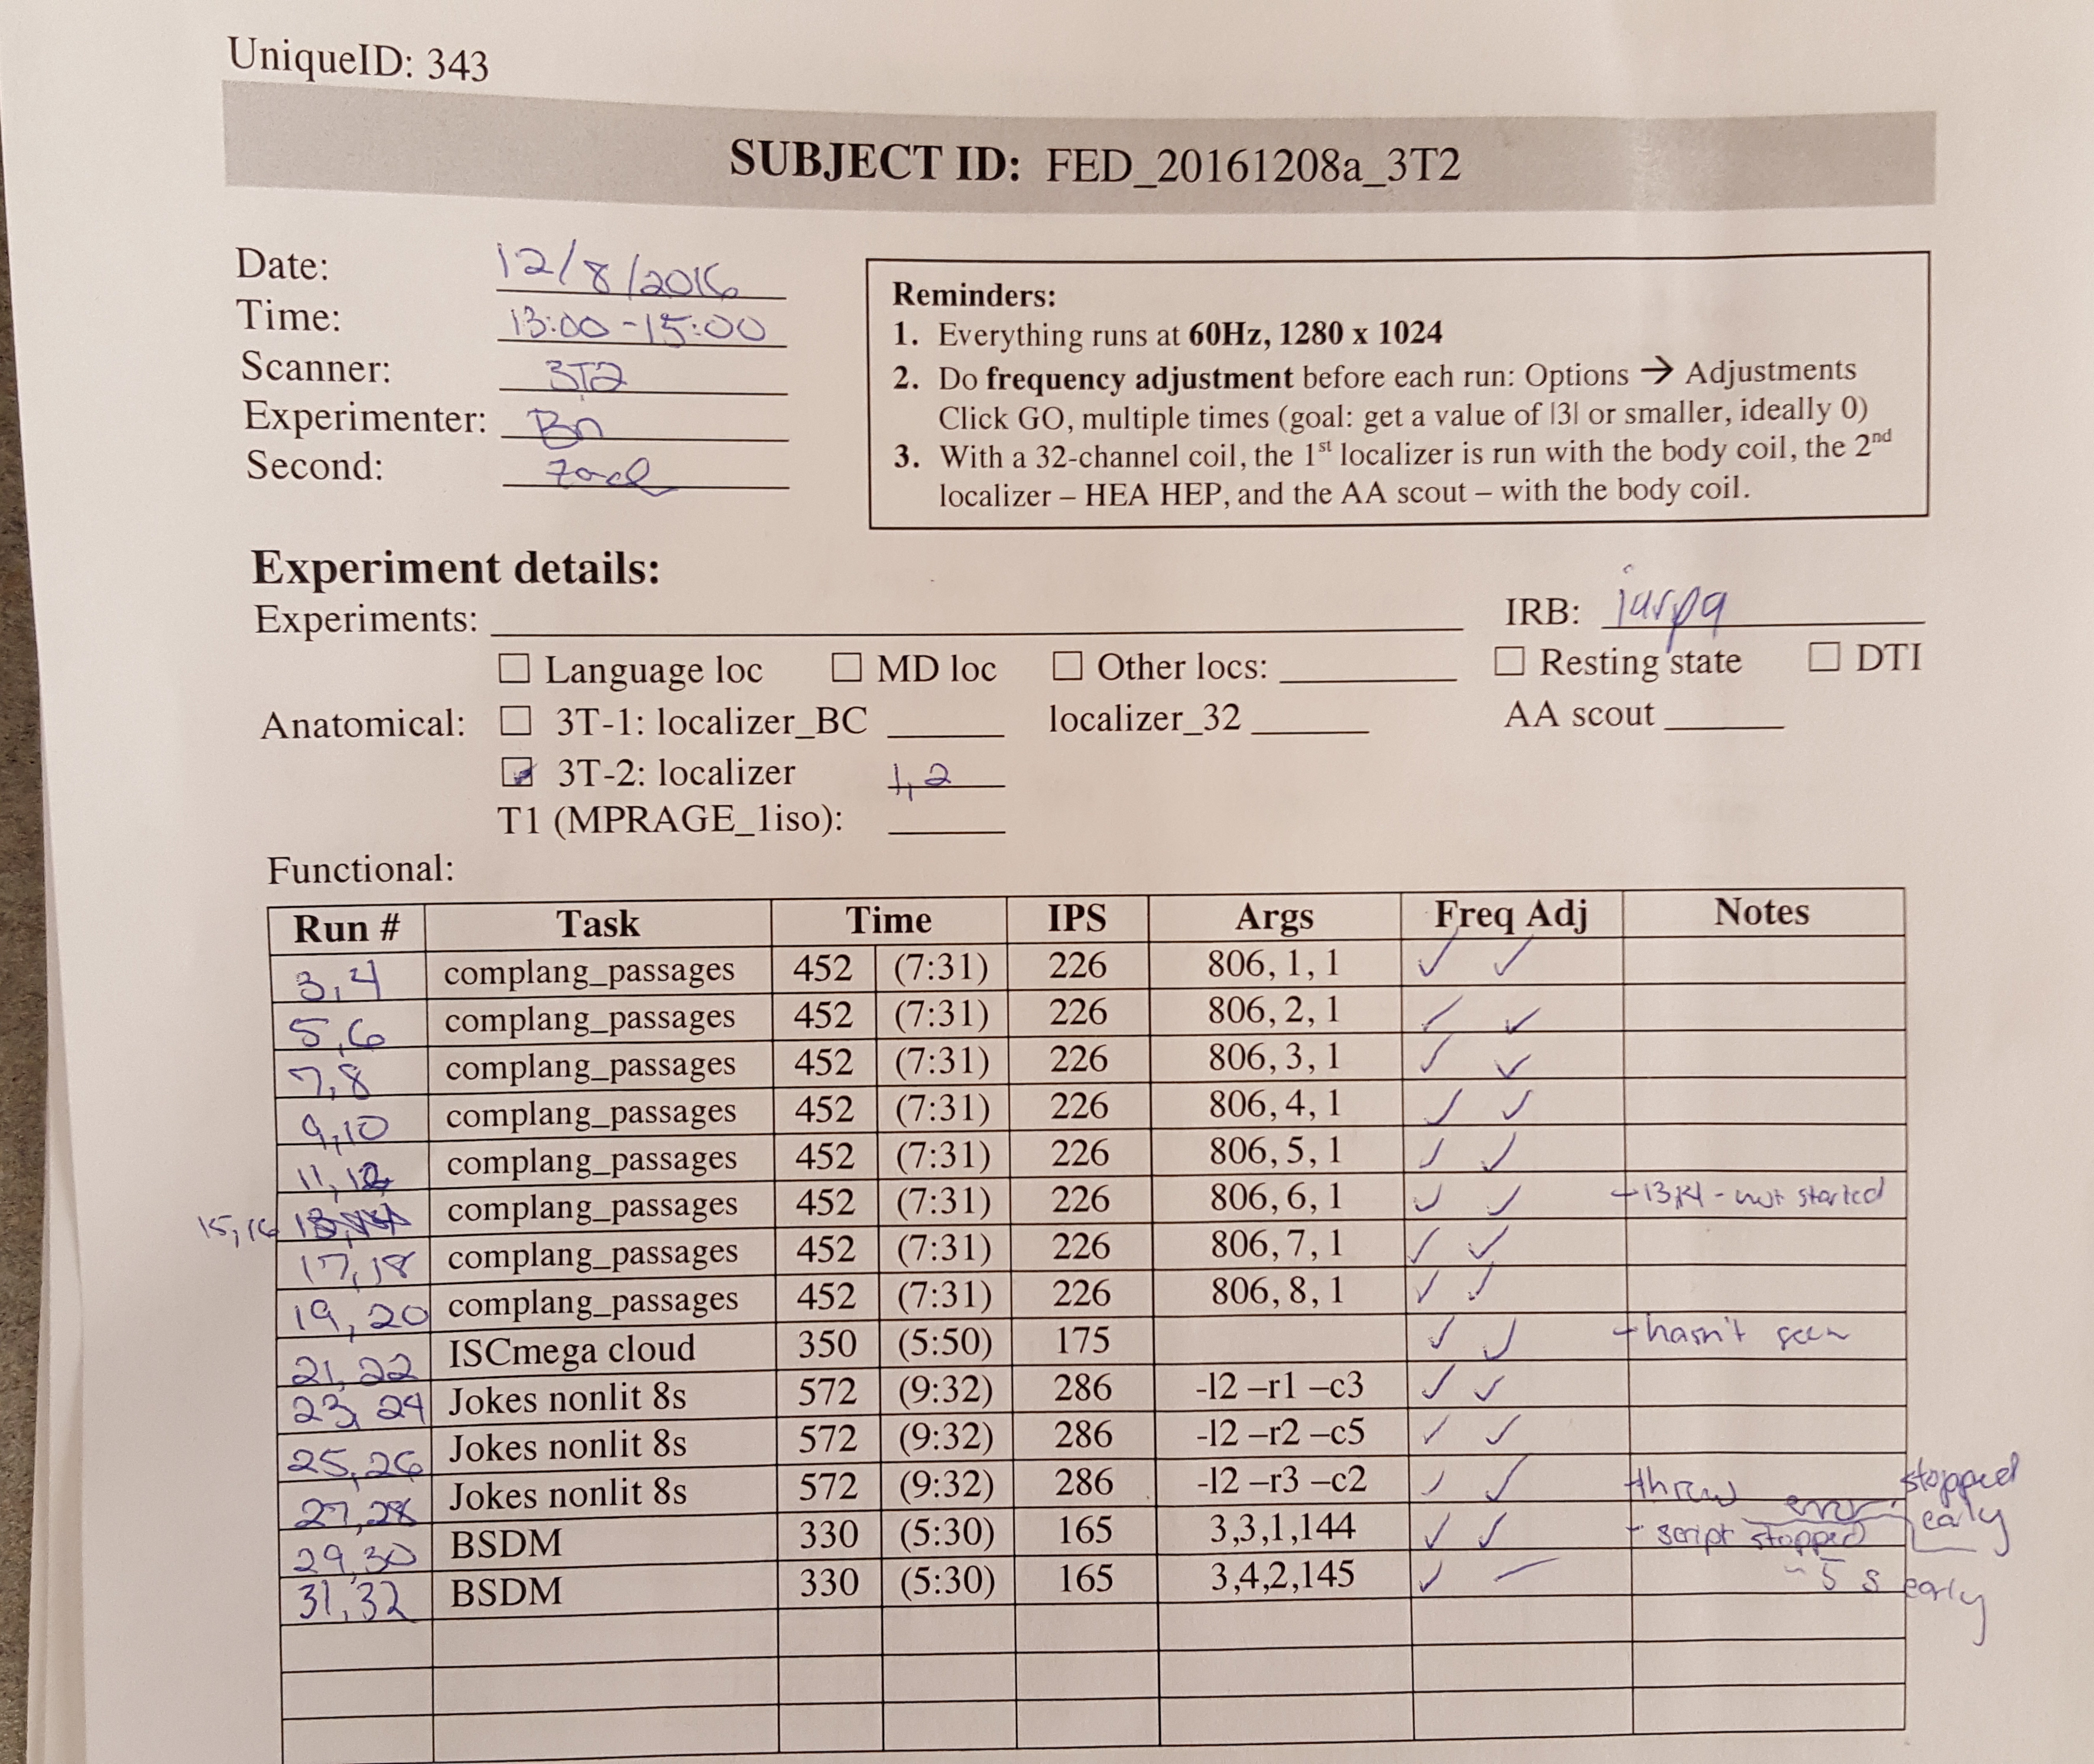 UniqueID: 343
SUBJECT ID: FED_20161208a_3T2
Date: 12/8/2016
Time: 13:00-15:00
Scanner: 3T2
Experimenter: Bn
Second:
Reminders:
1. Everything runs at 60Hz, 1280 x 1024
2. Do frequency adjustment before each run: Options → Adjustments
Click GO, multiple times (goal: get a value of |3| or smaller, ideally 0)
3. With a 32-channel coil, the 1st localizer is run with the body coil, the 2nd
localizer – HEA HEP, and the AA scout – with the body coil.
Experiment details:
Experiments: IRB: iarpa
☐ Language loc ☐ MD loc ☐ Other locs: ☐ Resting state ☐ DTI
Anatomical: ☐ 3T-1: localizer_BC localizer_32 AA scout
☑ 3T-2: localizer 1,2
T1 (MPRAGE_1iso):
Functional:
Run # Task Time IPS Args Freq Adj Notes
3,4 complang_passages 452 (7:31) 226 806, 1, 1 ✓ ✓
5,6 complang_passages 452 (7:31) 226 806, 2, 1 ✓ ✓
7,8 complang_passages 452 (7:31) 226 806, 3, 1 ✓ ✓
9,10 complang_passages 452 (7:31) 226 806, 4, 1 ✓ ✓
11,12 complang_passages 452 (7:31) 226 806, 5, 1 ✓ ✓
15,16 13,14 complang_passages 452 (7:31) 226 806, 6, 1 ✓ ✓ -13,14 - not started
17,18 complang_passages 452 (7:31) 226 806, 7, 1 ✓ ✓
19,20 complang_passages 452 (7:31) 226 806, 8, 1 ✓ ✓
21,22 ISCmega cloud 350 (5:50) 175 ✓ ✓ - hasn't seen
23,24 Jokes nonlit 8s 572 (9:32) 286 -l2 –r1 –c3 ✓ ✓
25,26 Jokes nonlit 8s 572 (9:32) 286 -l2 –r2 –c5 ✓ ✓
27,28 Jokes nonlit 8s 572 (9:32) 286 -l2 –r3 –c2 ✓ ✓ threw error, stopped early
29,30 BSDM 330 (5:30) 165 3,3,1,144 ✓ ✓ - script stopped
31,32 BSDM 330 (5:30) 165 3,4,2,145 ✓ ✓ ~5 s early